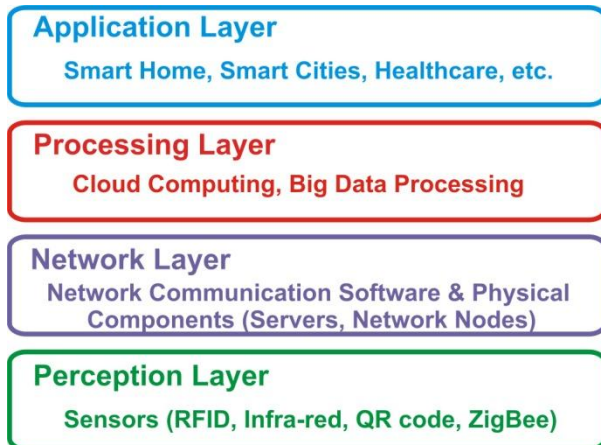 Application Layer
Smart Home, Smart Cities, Healthcare, etc.
Processing Layer
Cloud Computing, Big Data Processing
Network Layer
Network Communication Software & Physical
Components (Servers, Network Nodes)
Perception Layer
Sensors (RFID, Infra-red, QR code, ZigBee)